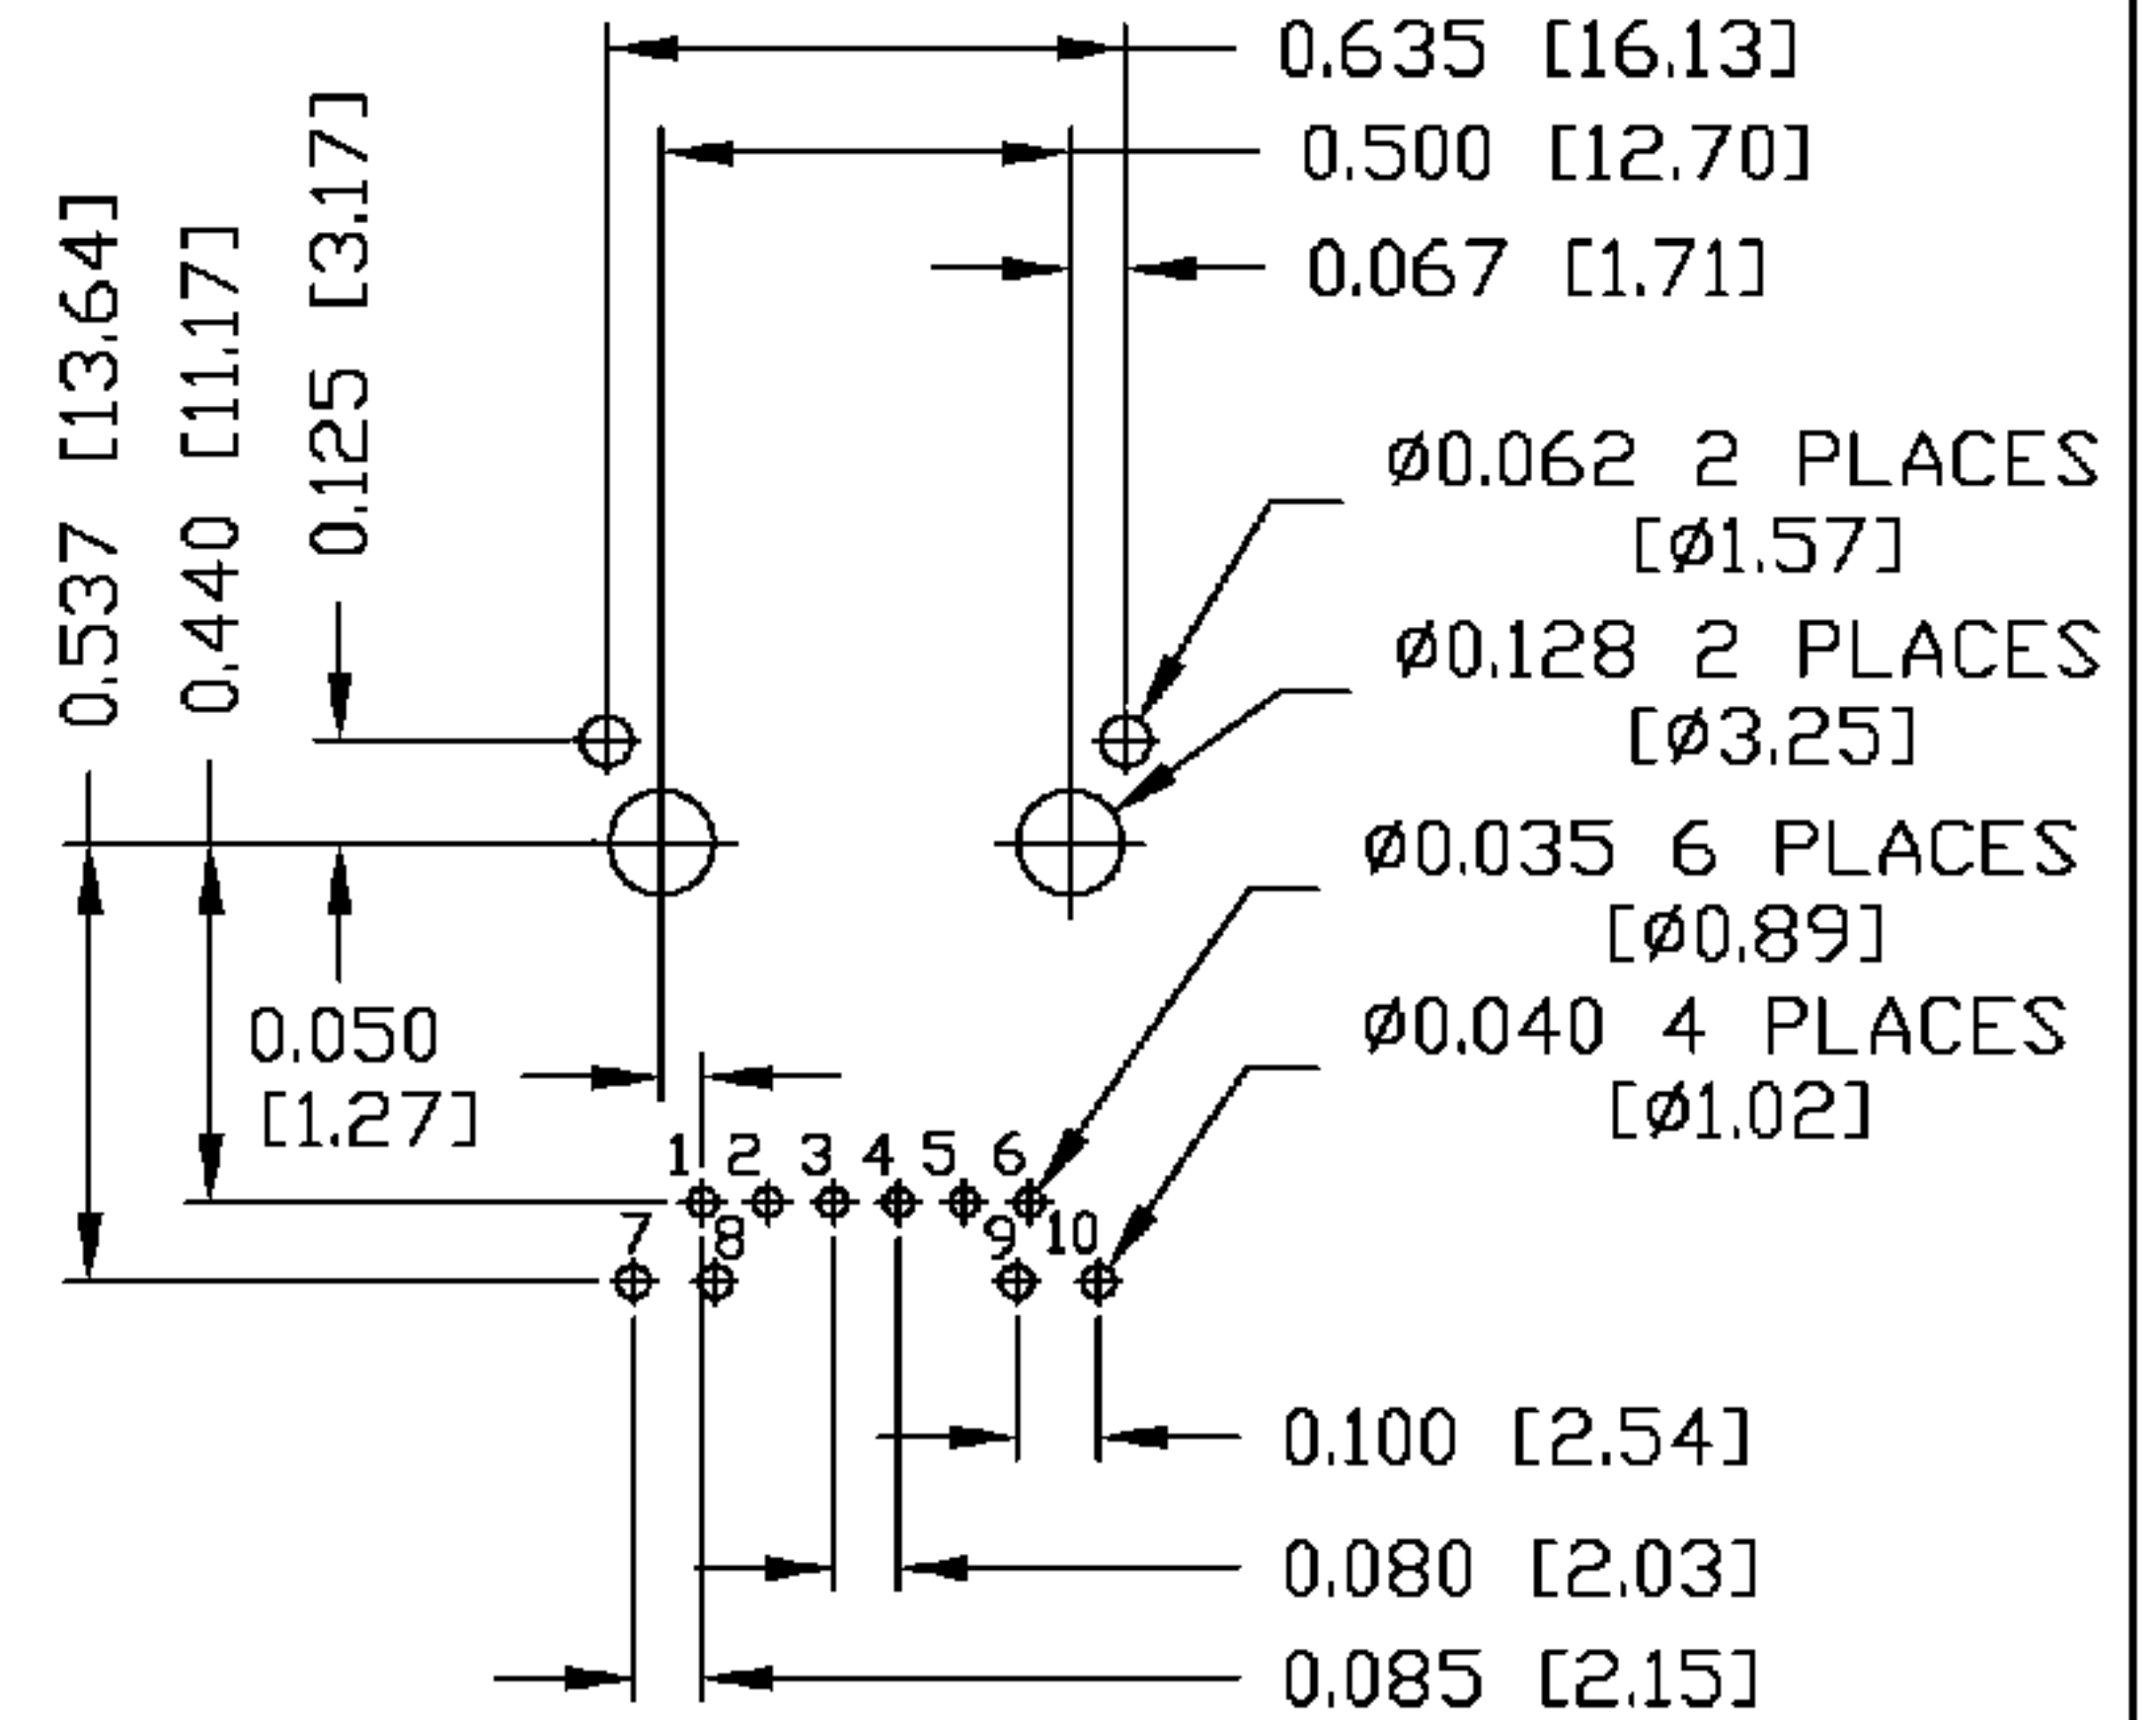 0.635 [16.13]
0.500 [12.70]
0.067 [1.71]
0.537 [13.64]
0.440 [11.17]
0.125 [3.17]
Ø0.062 2 PLACES
[Ø1.57]
Ø0.128 2 PLACES
[Ø3.25]
Ø0.035 6 PLACES
[Ø0.89]
Ø0.040 4 PLACES
[Ø1.02]
0.050
[1.27]
1 2 3 4 5 6
7 8 9 10
0.100 [2.54]
0.080 [2.03]
0.085 [2.15]